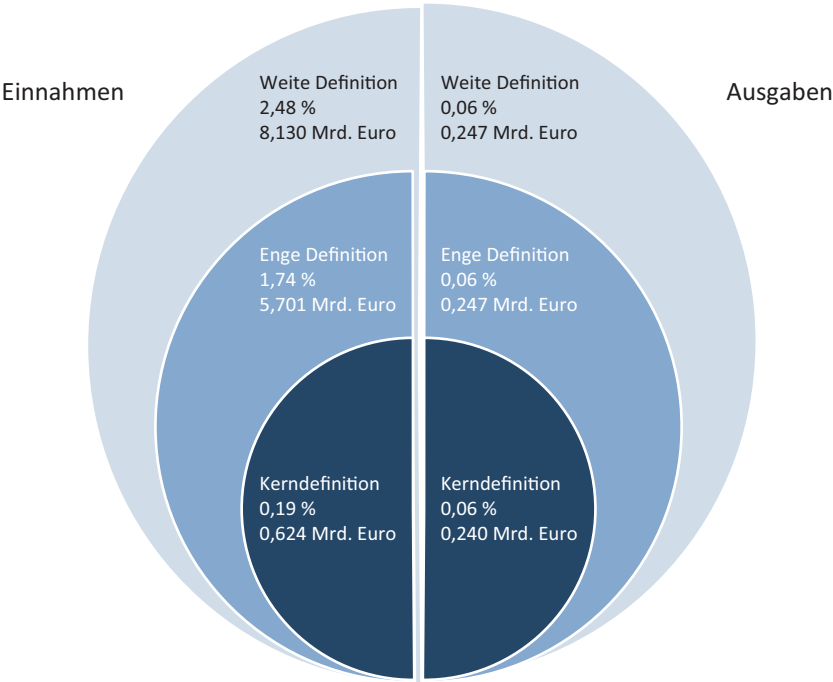 Einnahmen
Ausgaben
Weite Definition
2,48 %
8,130 Mrd. Euro
Weite Definition
0,06 %
0,247 Mrd. Euro
Enge Definition
1,74 %
5,701 Mrd. Euro
Enge Definition
0,06 %
0,247 Mrd. Euro
Kerndefinition
0,19 %
0,624 Mrd. Euro
Kerndefinition
0,06 %
0,240 Mrd. Euro